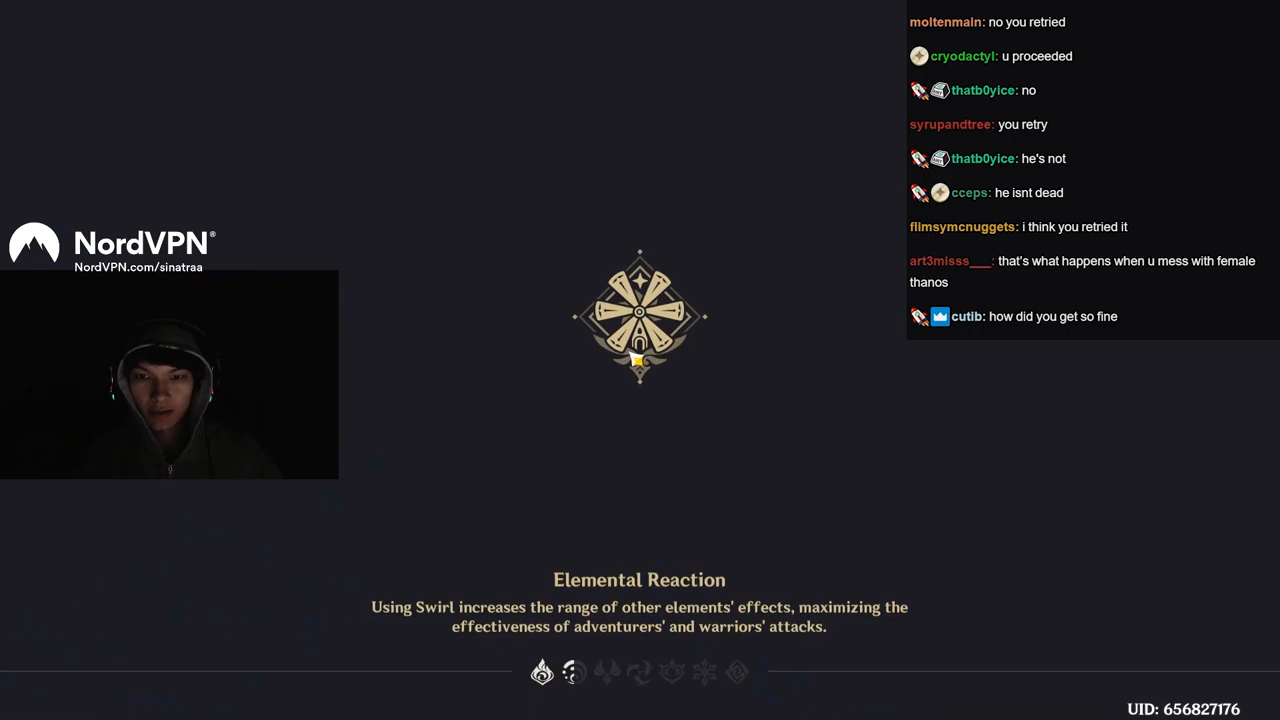 moltenmain: no you retried
cryodactyl: u proceeded
thatb0yice: no
syrupandtree: you retry
thatb0yice: he's not
cceps: he isnt dead
flimsymcnuggets: i think you retried it
art3misss___: that's what happens when u mess with female
thanos
cutib: how did you get so fine
NordVPN®
NordVPN.com/sinatraa
Elemental Reaction
Using Swirl increases the range of other elements' effects, maximizing the
effectiveness of adventurers' and warriors' attacks.
UID: 656827176